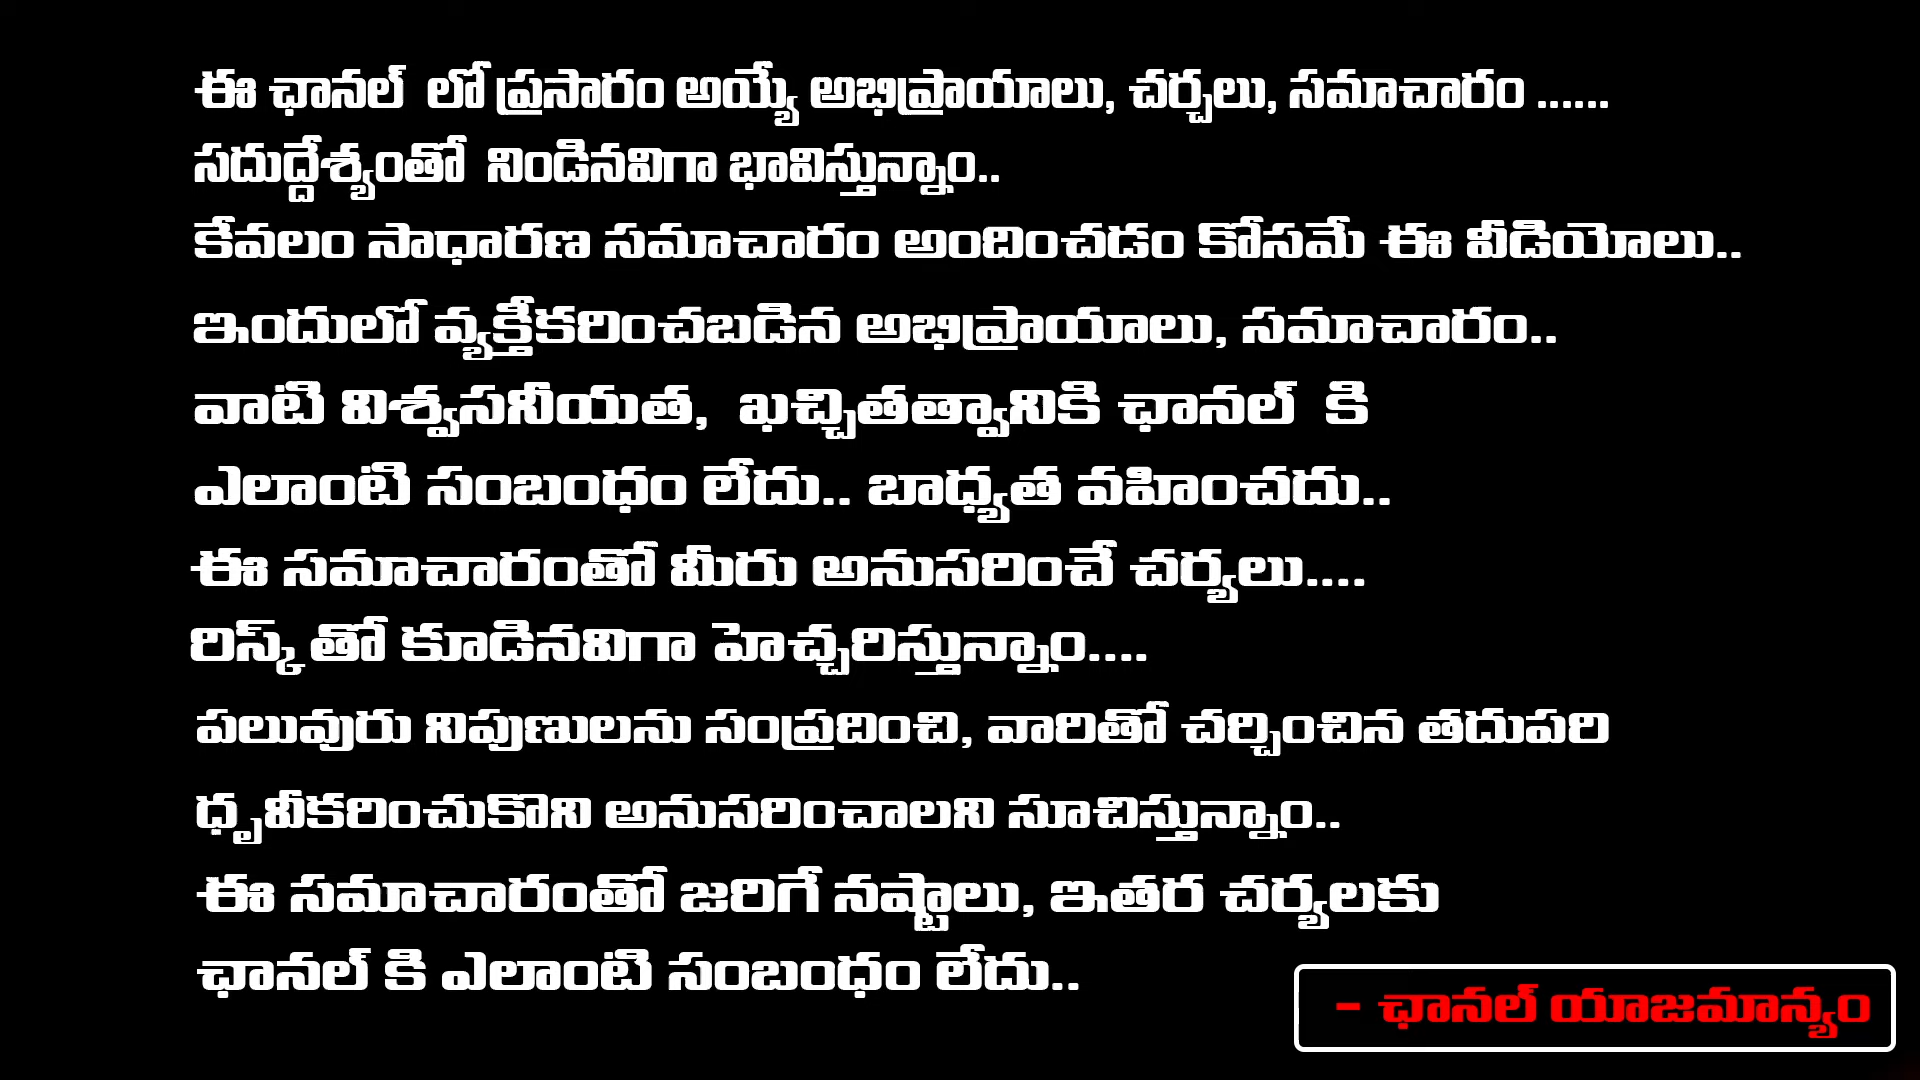 ఈ ఛానల్ లో ప్రసారం అయ్యే అభిప్రాయాలు, చర్చలు, సమాచారం ......
సదుద్దేశ్యంతో నిండినవిగా భావిస్తున్నాం..
కేవలం సాధారణ సమాచారం అందించడం కోసమే ఈ వీడియోలు..
ఇందులో వ్యక్తీకరించబడిన అభిప్రాయాలు, సమాచారం..
వాటి విశ్వసనీయత, ఖచ్చితత్వానికి ఛానల్ కి
ఎలాంటి సంబంధం లేదు.. బాధ్యత వహించదు..
ఈ సమాచారంతో మీరు అనుసరించే చర్యలు....
రిస్క్ తో కూడినవిగా హెచ్చరిస్తున్నాం....
పలువురు నిపుణులను సంప్రదించి, వారితో చర్చించిన తదుపరి
ధృవీకరించుకొని అనుసరించాలని సూచిస్తున్నాం..
ఈ సమాచారంతో జరిగే నష్టాలు, ఇతర చర్యలకు
ఛానల్ కి ఎలాంటి సంబంధం లేదు..
- ఛానల్ యాజమాన్యం